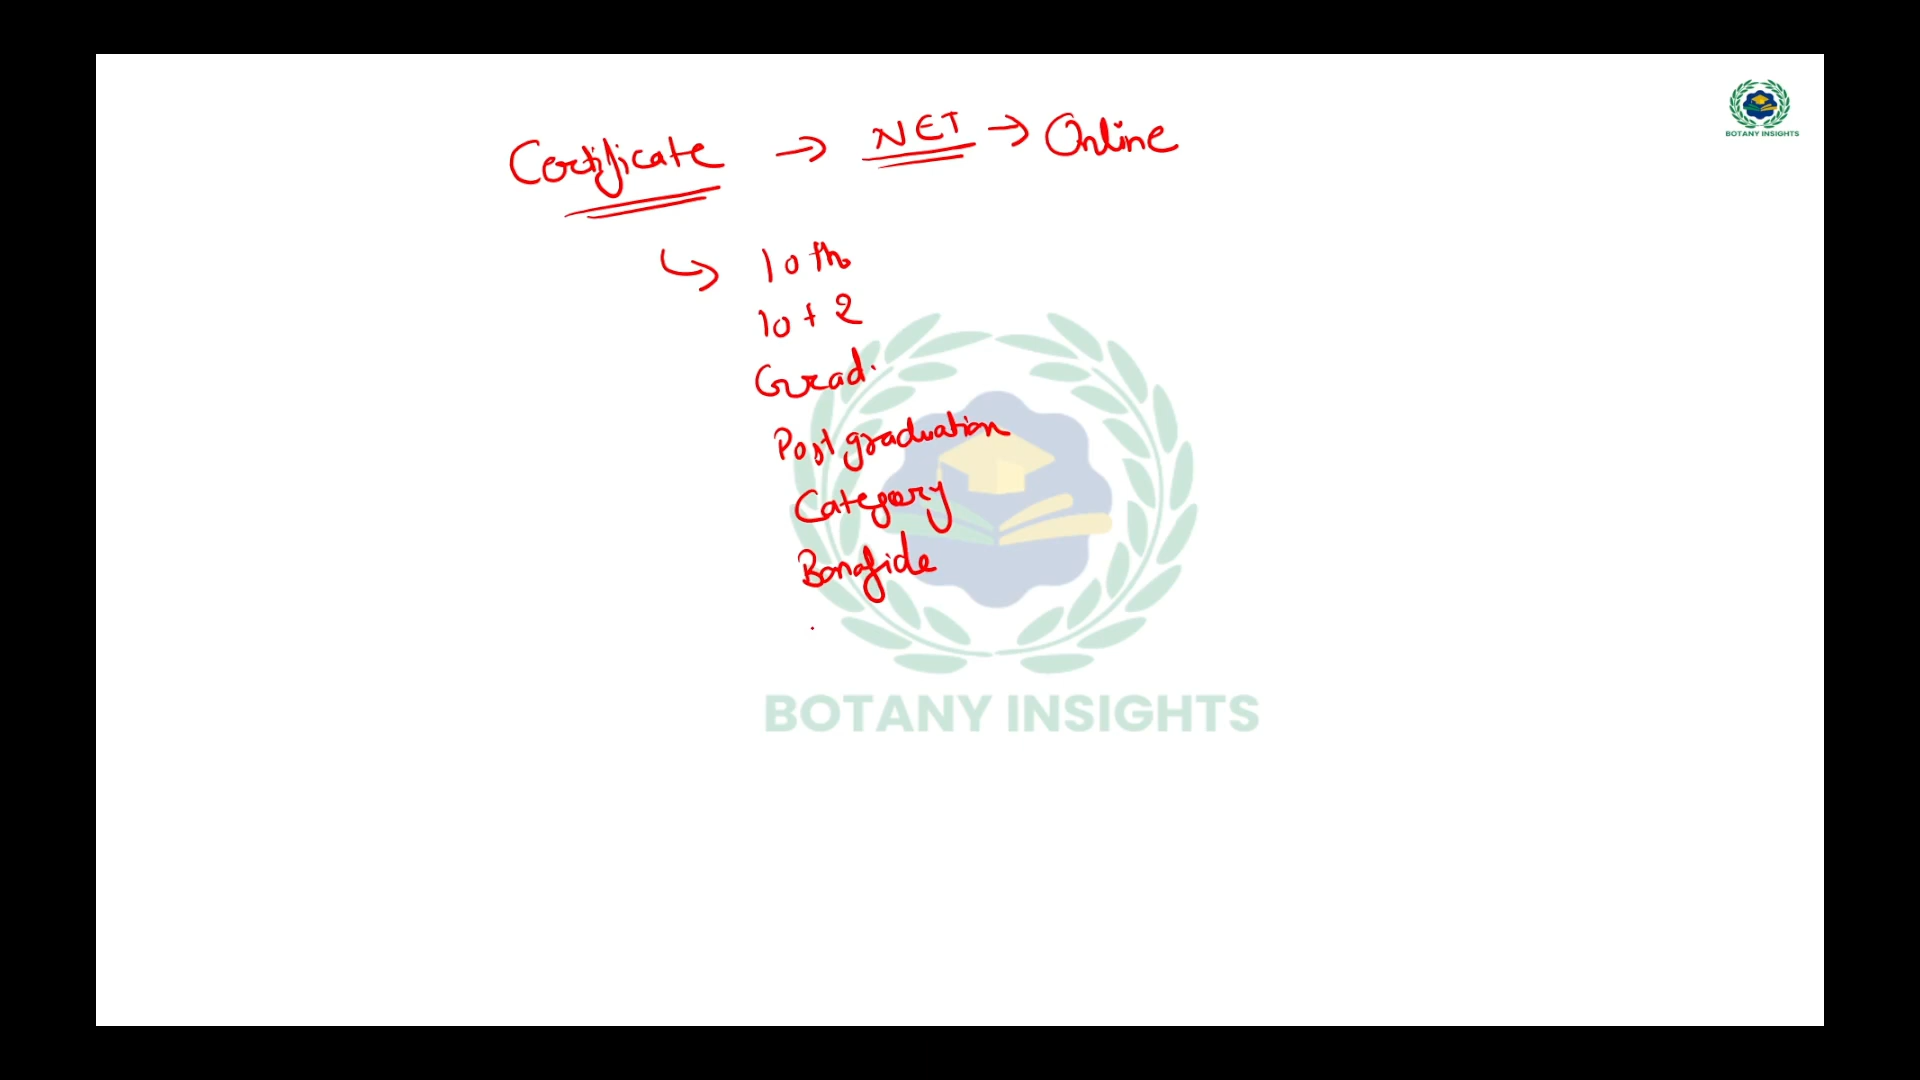 BOTANY INSIGHTS
Certificate → NET → Online
↳ 10th
10+2
Grad.
Post graduation
Category
Bonafide
BOTANY INSIGHTS